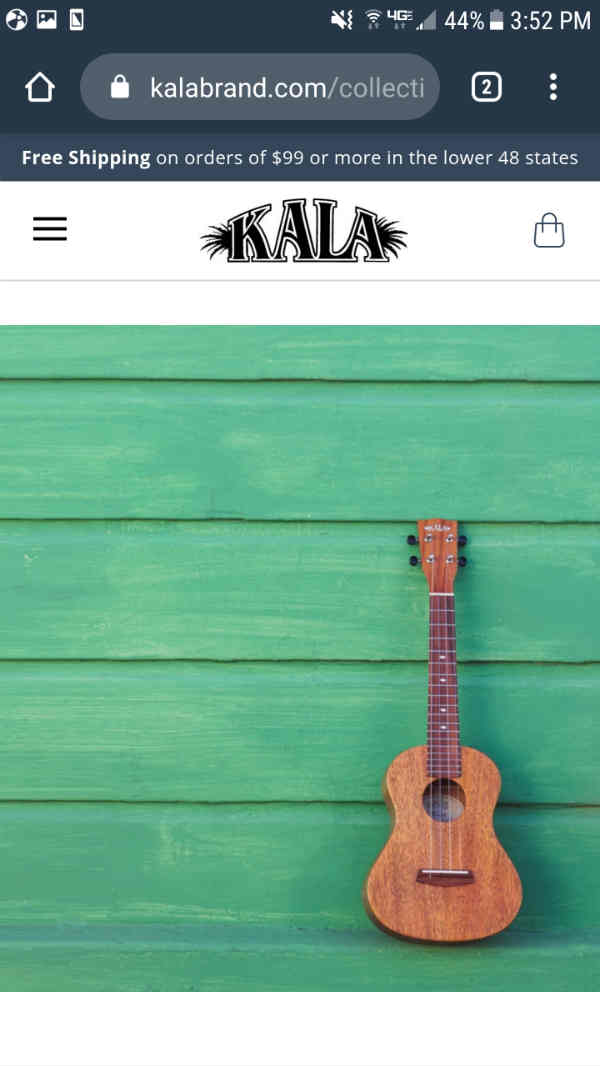 4G 44% 3:52 PM
kalabrand.com/collecti 2
Free Shipping on orders of $99 or more in the lower 48 states
KALA
KALA